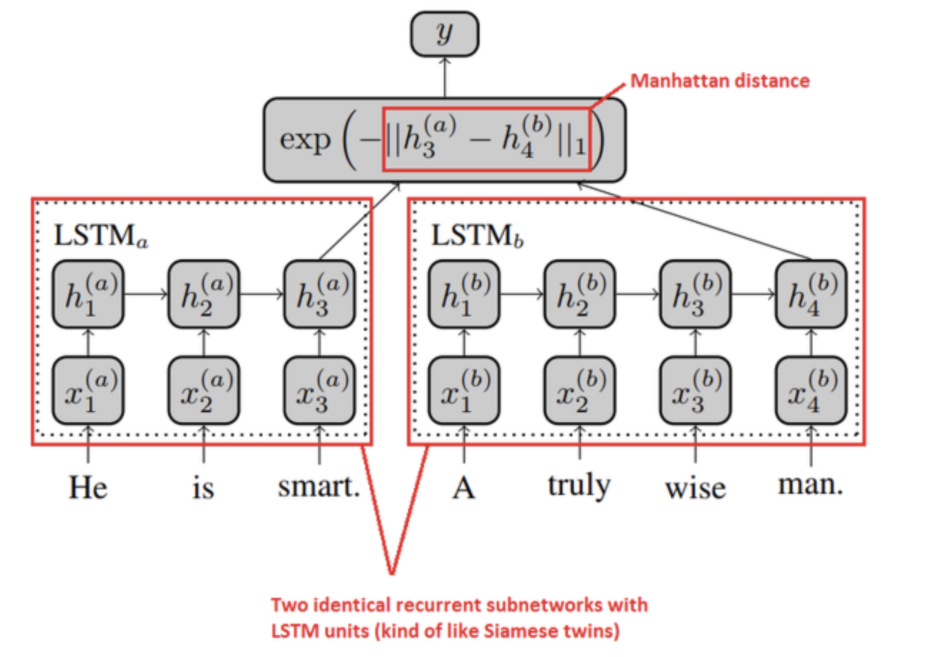 y
Manhattan distance
exp (−||h₃⁽ᵃ⁾ − h₄⁽ᵇ⁾||₁)
LSTMₐ
h₁⁽ᵃ⁾ h₂⁽ᵃ⁾ h₃⁽ᵃ⁾
x₁⁽ᵃ⁾ x₂⁽ᵃ⁾ x₃⁽ᵃ⁾
He is smart.
LSTM_b
h₁⁽ᵇ⁾ h₂⁽ᵇ⁾ h₃⁽ᵇ⁾ h₄⁽ᵇ⁾
x₁⁽ᵇ⁾ x₂⁽ᵇ⁾ x₃⁽ᵇ⁾ x₄⁽ᵇ⁾
A truly wise man.
Two identical recurrent subnetworks with
LSTM units (kind of like Siamese twins)